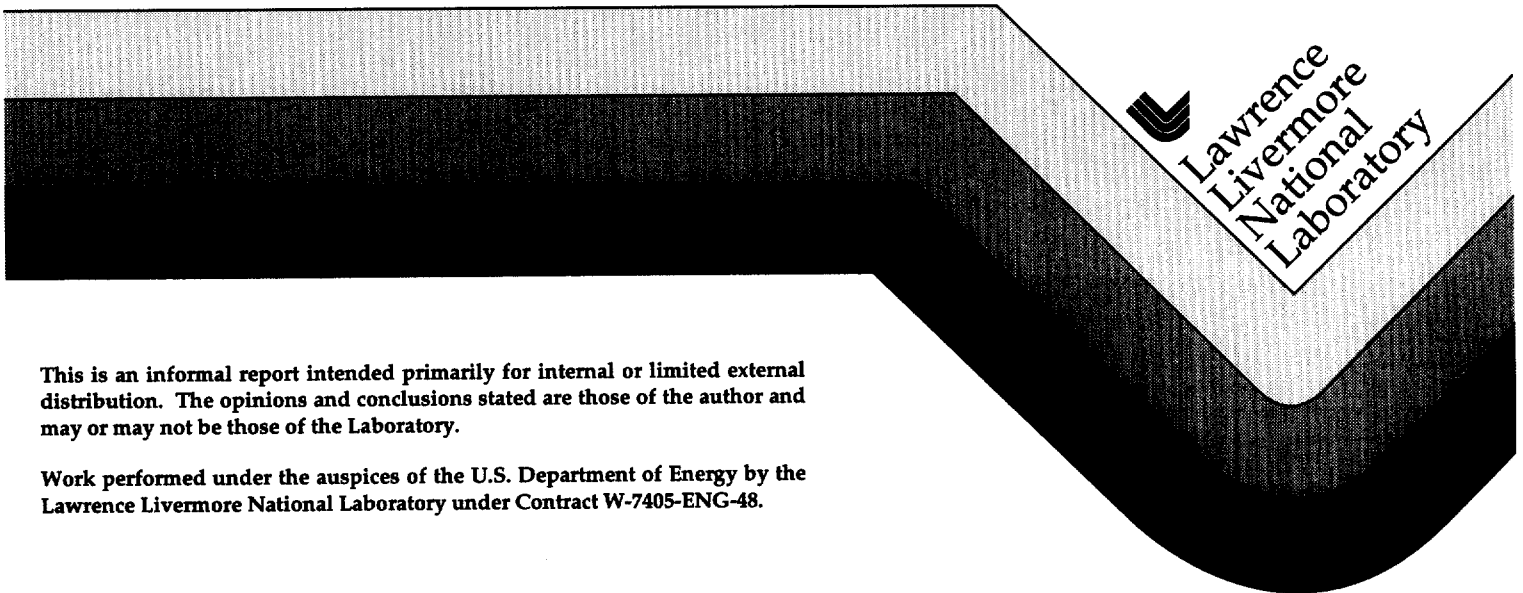 Lawrence
Livermore
National
Laboratory
This is an informal report intended primarily for internal or limited external
distribution. The opinions and conclusions stated are those of the author and
may or may not be those of the Laboratory.
Work performed under the auspices of the U.S. Department of Energy by the
Lawrence Livermore National Laboratory under Contract W-7405-ENG-48.